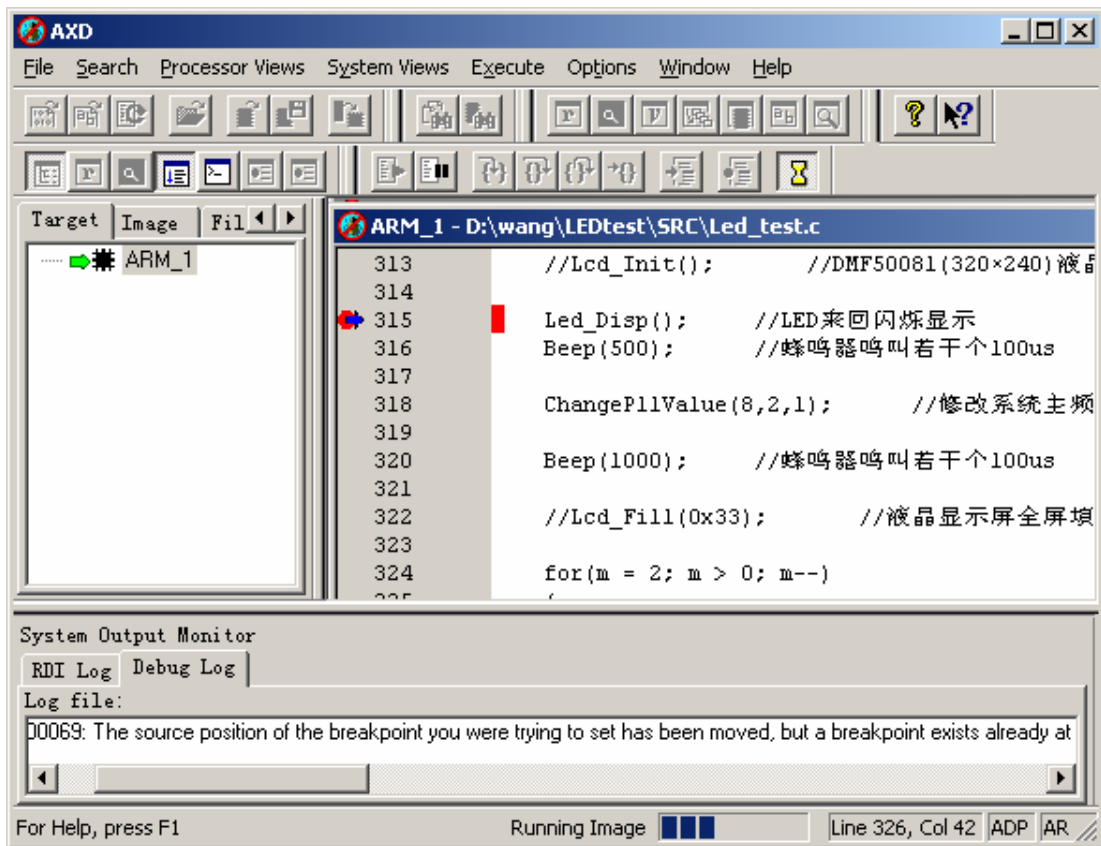 AXD
File Search Processor Views System Views Execute Options Window Help
Target Image Fil
ARM_1
ARM_1 - D:\wang\LEDtest\SRC\Led_test.c
313 //Lcd_Init(); //DMF50081(320×240)液
314
315 Led_Disp(); //LED来回闪烁显示
316 Beep(500); //蜂鸣器鸣叫若干个100us
317
318 ChangePllValue(8,2,1); //修改系统主频
319
320 Beep(1000); //蜂鸣器鸣叫若干个100us
321
322 //Lcd_Fill(0x33); //液晶显示屏全屏填
323
324 for(m = 2; m > 0; m--)
System Output Monitor
RDI Log Debug Log
Log file:
00069: The source position of the breakpoint you were trying to set has been moved, but a breakpoint exists already at
For Help, press F1 Running Image Line 326, Col 42 ADP AR